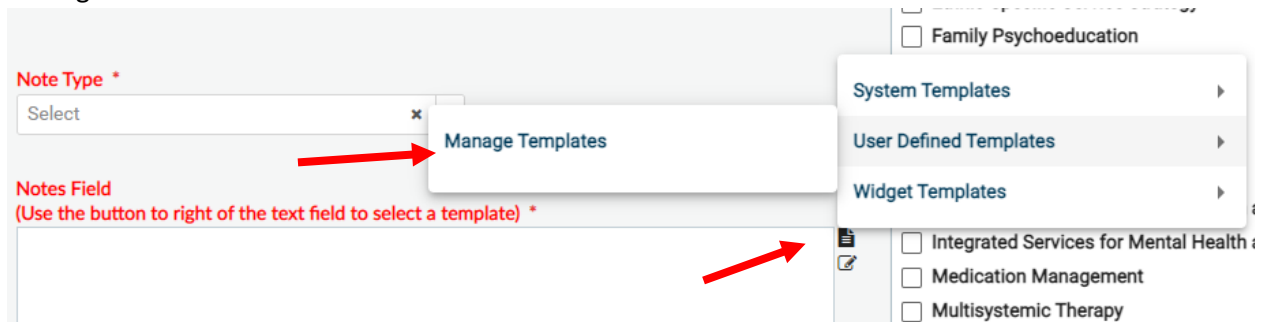 Family Psychoeducation
Note Type *
Select
System Templates
Manage Templates
User Defined Templates
Notes Field
(Use the button to right of the text field to select a template) *
Widget Templates
Integrated Services for Mental Health
Medication Management
Multisystemic Therapy